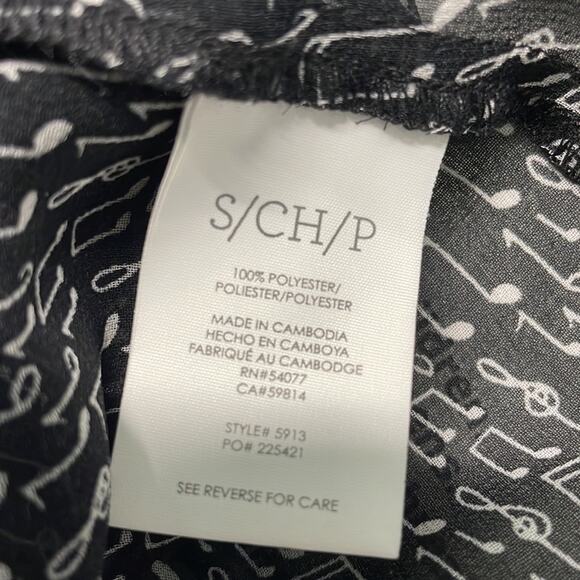 S/CH/P
100% POLYESTER/
POLIESTER/POLYESTER
MADE IN CAMBODIA
HECHO EN CAMBOYA
FABRIQUÉ AU CAMBODGE
RN#54077
CA#59814
STYLE# 5913
PO# 225421
SEE REVERSE FOR CARE